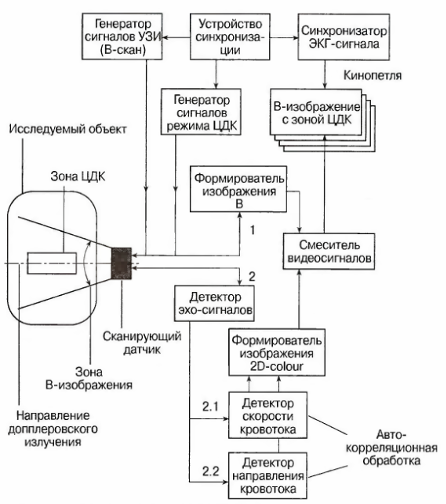 Генератор
сигналов УЗИ
(В-скан)
Устройство
синхрониза-
ции
Синхронизатор
ЭКГ-сигнала
Кинопетля
Генератор
сигналов
режима ЦДК
В-изображение
с зоной ЦДК
Исследуемый объект
Зона ЦДК
Формирователь
изображения
В
1
Смеситель
видеосигналов
2
Детектор
эхо-сигналов
Сканирующий
датчик
Зона
В-изображения
Формирователь
изображения
2D-colour
Направление
допплеровского
излучения
2.1
Детектор
скорости
кровотока
Авто-
корреляционная
обработка
2.2
Детектор
направления
кровотока